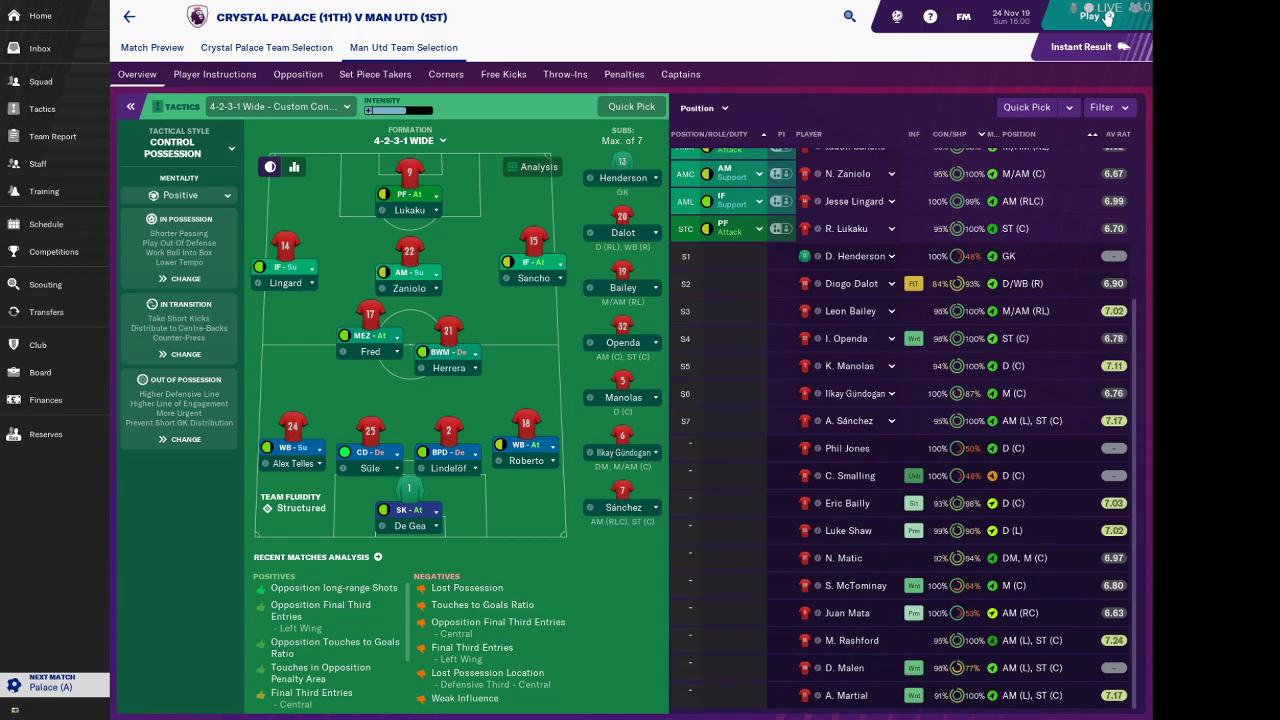 Home
Inbox
Squad
Tactics
Team Report
Staff
Training
Schedule
Competitions
Scouting
Transfers
Club
Board
Finances
Reserves
NEXT MATCH
Palace (A)
CRYSTAL PALACE (11TH) V MAN UTD (1ST)
FM
24 Nov 19
Sun 16:00
LIVE
0
Play
Instant Result
Match Preview
Crystal Palace Team Selection
Man Utd Team Selection
Overview
Player Instructions
Opposition
Set Piece Takers
Corners
Free Kicks
Throw-Ins
Penalties
Captains
TACTICS
4-2-3-1 Wide - Custom Con...
INTENSITY
Quick Pick
TACTICAL STYLE
CONTROL
POSSESSION
MENTALITY
Positive
IN POSSESSION
Shorter Passing
Play Out Of Defense
Work Ball Into Box
Lower Tempo
CHANGE
IN TRANSITION
Take Short Kicks
Distribute to Centre-Backs
Counter-Press
CHANGE
OUT OF POSSESSION
Higher Defensive Line
Higher Line of Engagement
More Urgent
Prevent Short GK Distribution
CHANGE
FORMATION
4-2-3-1 WIDE
Analysis
9
PF - At
Lukaku
14
IF - Su
Lingard
22
AM - Su
Zaniolo
15
IF - At
Sancho
17
MEZ - At
Fred
21
BWM - De
Herrera
24
WB - Su
Alex Telles
25
CD - De
Süle
2
BPD - De
Lindelöf
18
WB - At
Roberto
1
SK - At
De Gea
TEAM FLUIDITY
Structured
SUBS:
Max. of 7
13
Henderson
GK
20
Dalot
D (RL), WB (R)
19
Bailey
M/AM (RL)
32
Openda
AM (C), ST (C)
5
Manolas
D (C)
6
Ilkay Gündogan
DM, M/AM (C)
7
Sánchez
AM (RLC), ST (C)
RECENT MATCHES ANALYSIS
POSITIVES
Opposition long-range Shots
Opposition Final Third
Entries
- Left Wing
Opposition Touches to Goals
Ratio
Touches in Opposition
Penalty Area
Final Third Entries
- Central
NEGATIVES
Lost Possession
Touches to Goals Ratio
Opposition Final Third Entries
- Central
Final Third Entries
- Left Wing
Lost Possession Location
- Defensive Third - Central
Weak Influence
Position
Quick Pick
Filter
POSITION/ROLE/DUTY PI PLAYER INF CON/SHP M... POSITION AV RAT
AMC AM Support N. Zaniolo 95% 100% M/AM (C) 6.67
AML IF Support Jesse Lingard 100% 99% AM (RLC) 6.99
STC PF Attack R. Lukaku 95% 100% ST (C) 6.70
S1 D. Henderson 100% 48% GK -
S2 Diogo Dalot FtT 84% 93% D/WB (R) 6.90
S3 Leon Bailey 95% 100% M/AM (RL) 7.02
S4 I. Openda Wnt 98% 100% ST (C) 6.78
S5 K. Manolas 94% 100% D (C) 7.11
S6 Ilkay Gündogan 96% 87% M (C) 6.76
S7 A. Sánchez 95% 100% AM (L), ST (C) 7.17
- Phil Jones 100% 50% D (C) -
- C. Smalling Unh 100% 48% D (C) -
- Eric Bailly Slt 94% 98% D (C) 7.03
- Luke Shaw Prm 99% 90% D (L) 7.02
- N. Matic 92% 94% DM, M (C) 6.97
- S. McTominay Wnt 100% 64% M (C) 6.80
- Juan Mata Prm 100% 53% AM (RC) 6.63
- M. Rashford 95% 100% AM (L), ST (C) 7.24
- D. Malen Wnt 96% 77% AM (L), ST (C) -
- A. Martial Wnt 91% 100% AM (L), ST (C) 7.17